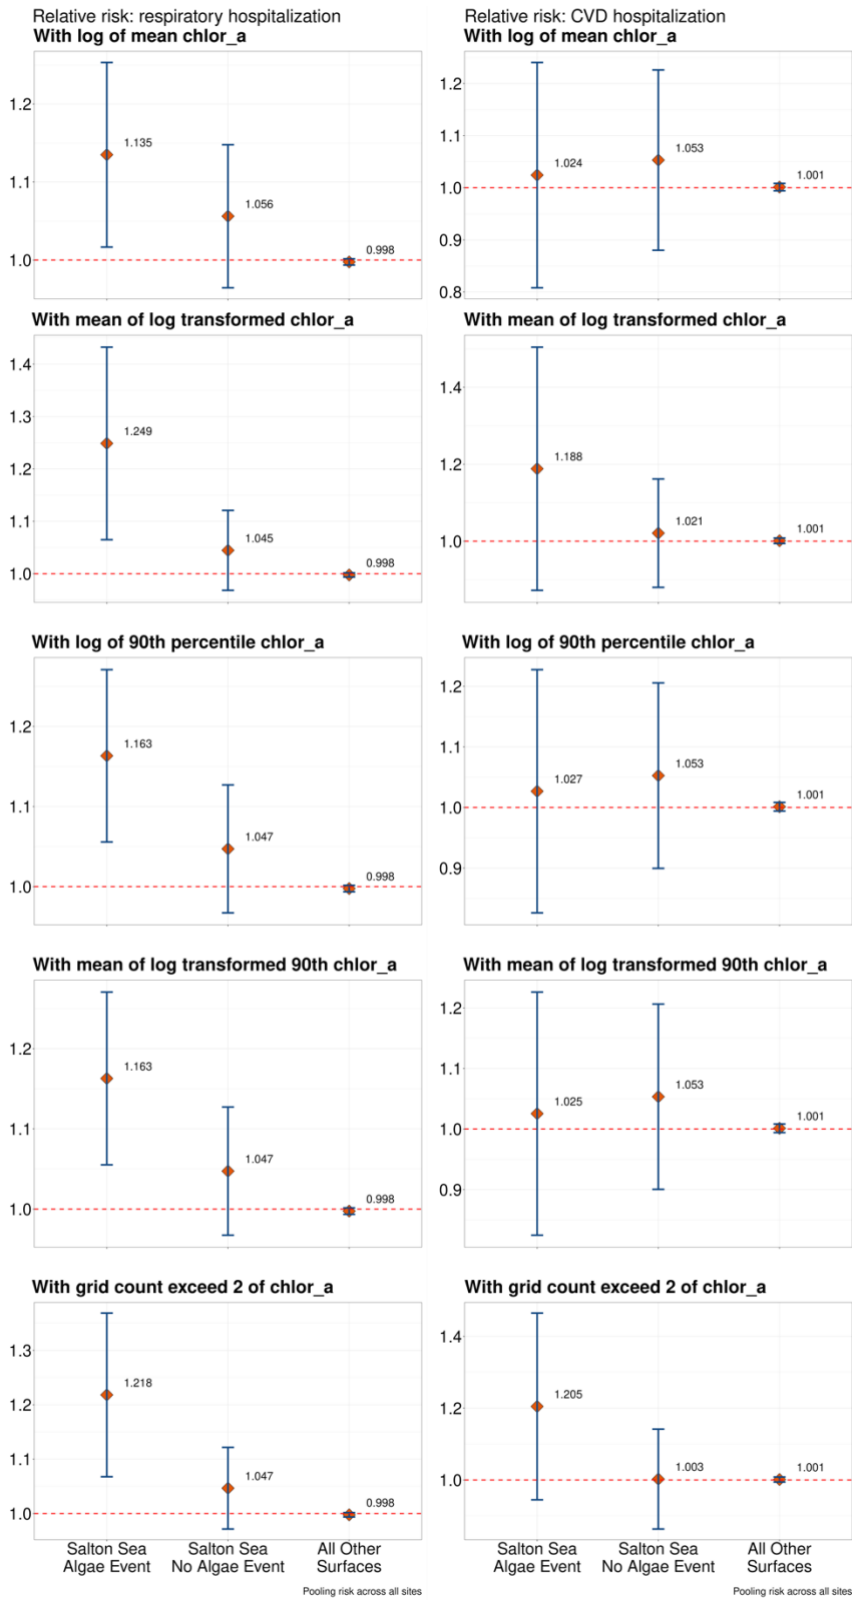 Relative risk: respiratory hospitalization
With log of mean chlor_a
1.2
1.1
1.0
1.135
1.056
0.998
Relative risk: CVD hospitalization
With log of mean chlor_a
1.2
1.1
1.0
0.9
0.8
1.024
1.053
1.001
With mean of log transformed chlor_a
1.4
1.3
1.2
1.1
1.0
1.249
1.045
0.998
With mean of log transformed chlor_a
1.4
1.2
1.0
1.188
1.021
1.001
With log of 90th percentile chlor_a
1.2
1.1
1.0
1.163
1.047
0.998
With log of 90th percentile chlor_a
1.2
1.1
1.0
0.9
1.027
1.053
1.001
With mean of log transformed 90th chlor_a
1.2
1.1
1.0
1.163
1.047
0.998
With mean of log transformed 90th chlor_a
1.2
1.1
1.0
0.9
1.025
1.053
1.001
With grid count exceed 2 of chlor_a
1.3
1.2
1.1
1.0
1.218
1.047
0.998
Salton Sea
Algae Event
Salton Sea
No Algae Event
All Other
Surfaces
Pooling risk across all sites
With grid count exceed 2 of chlor_a
1.4
1.2
1.0
1.205
1.003
1.001
Salton Sea
Algae Event
Salton Sea
No Algae Event
All Other
Surfaces
Pooling risk across all sites